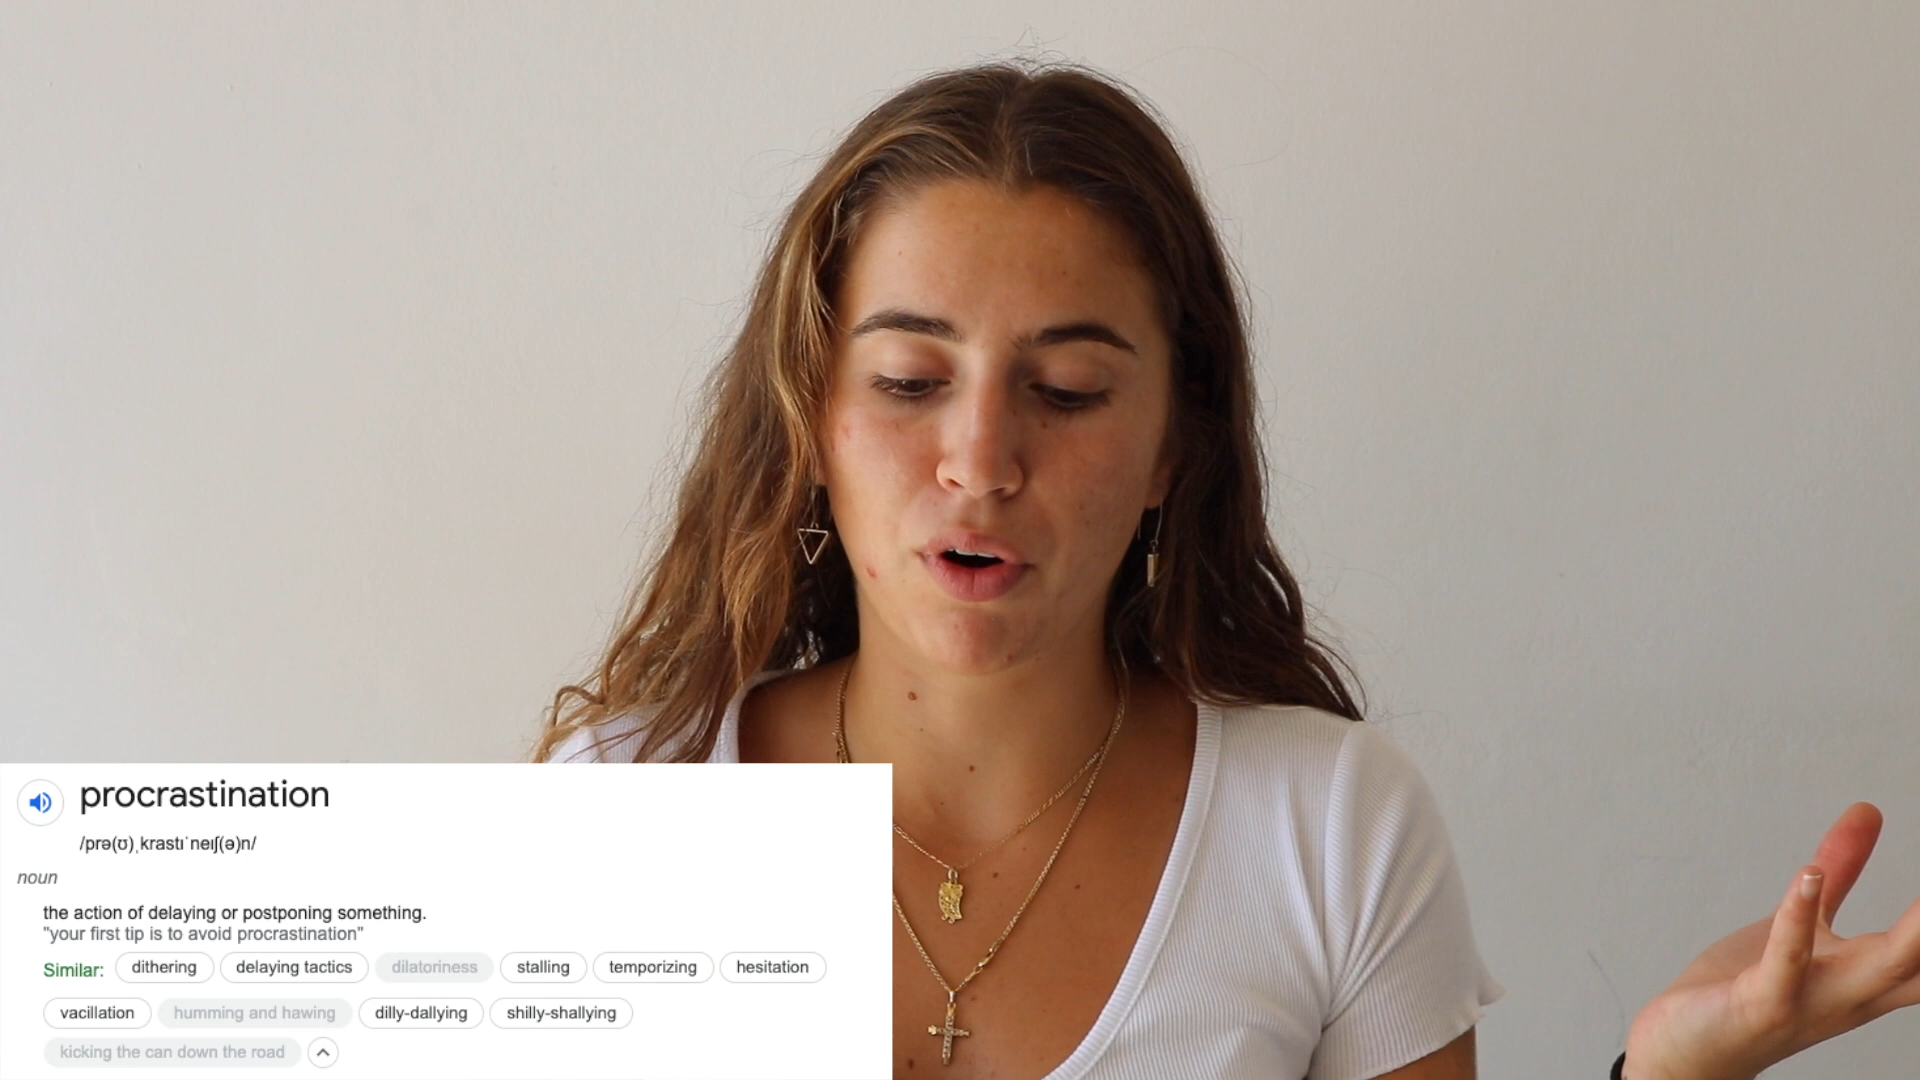 procrastination
/prə(ʊ)ˌkrastɪˈneɪʃ(ə)n/
noun
the action of delaying or postponing something.
"your first tip is to avoid procrastination"
Similar: dithering delaying tactics dilatoriness stalling temporizing hesitation
vacillation humming and hawing dilly-dallying shilly-shallying
kicking the can down the road